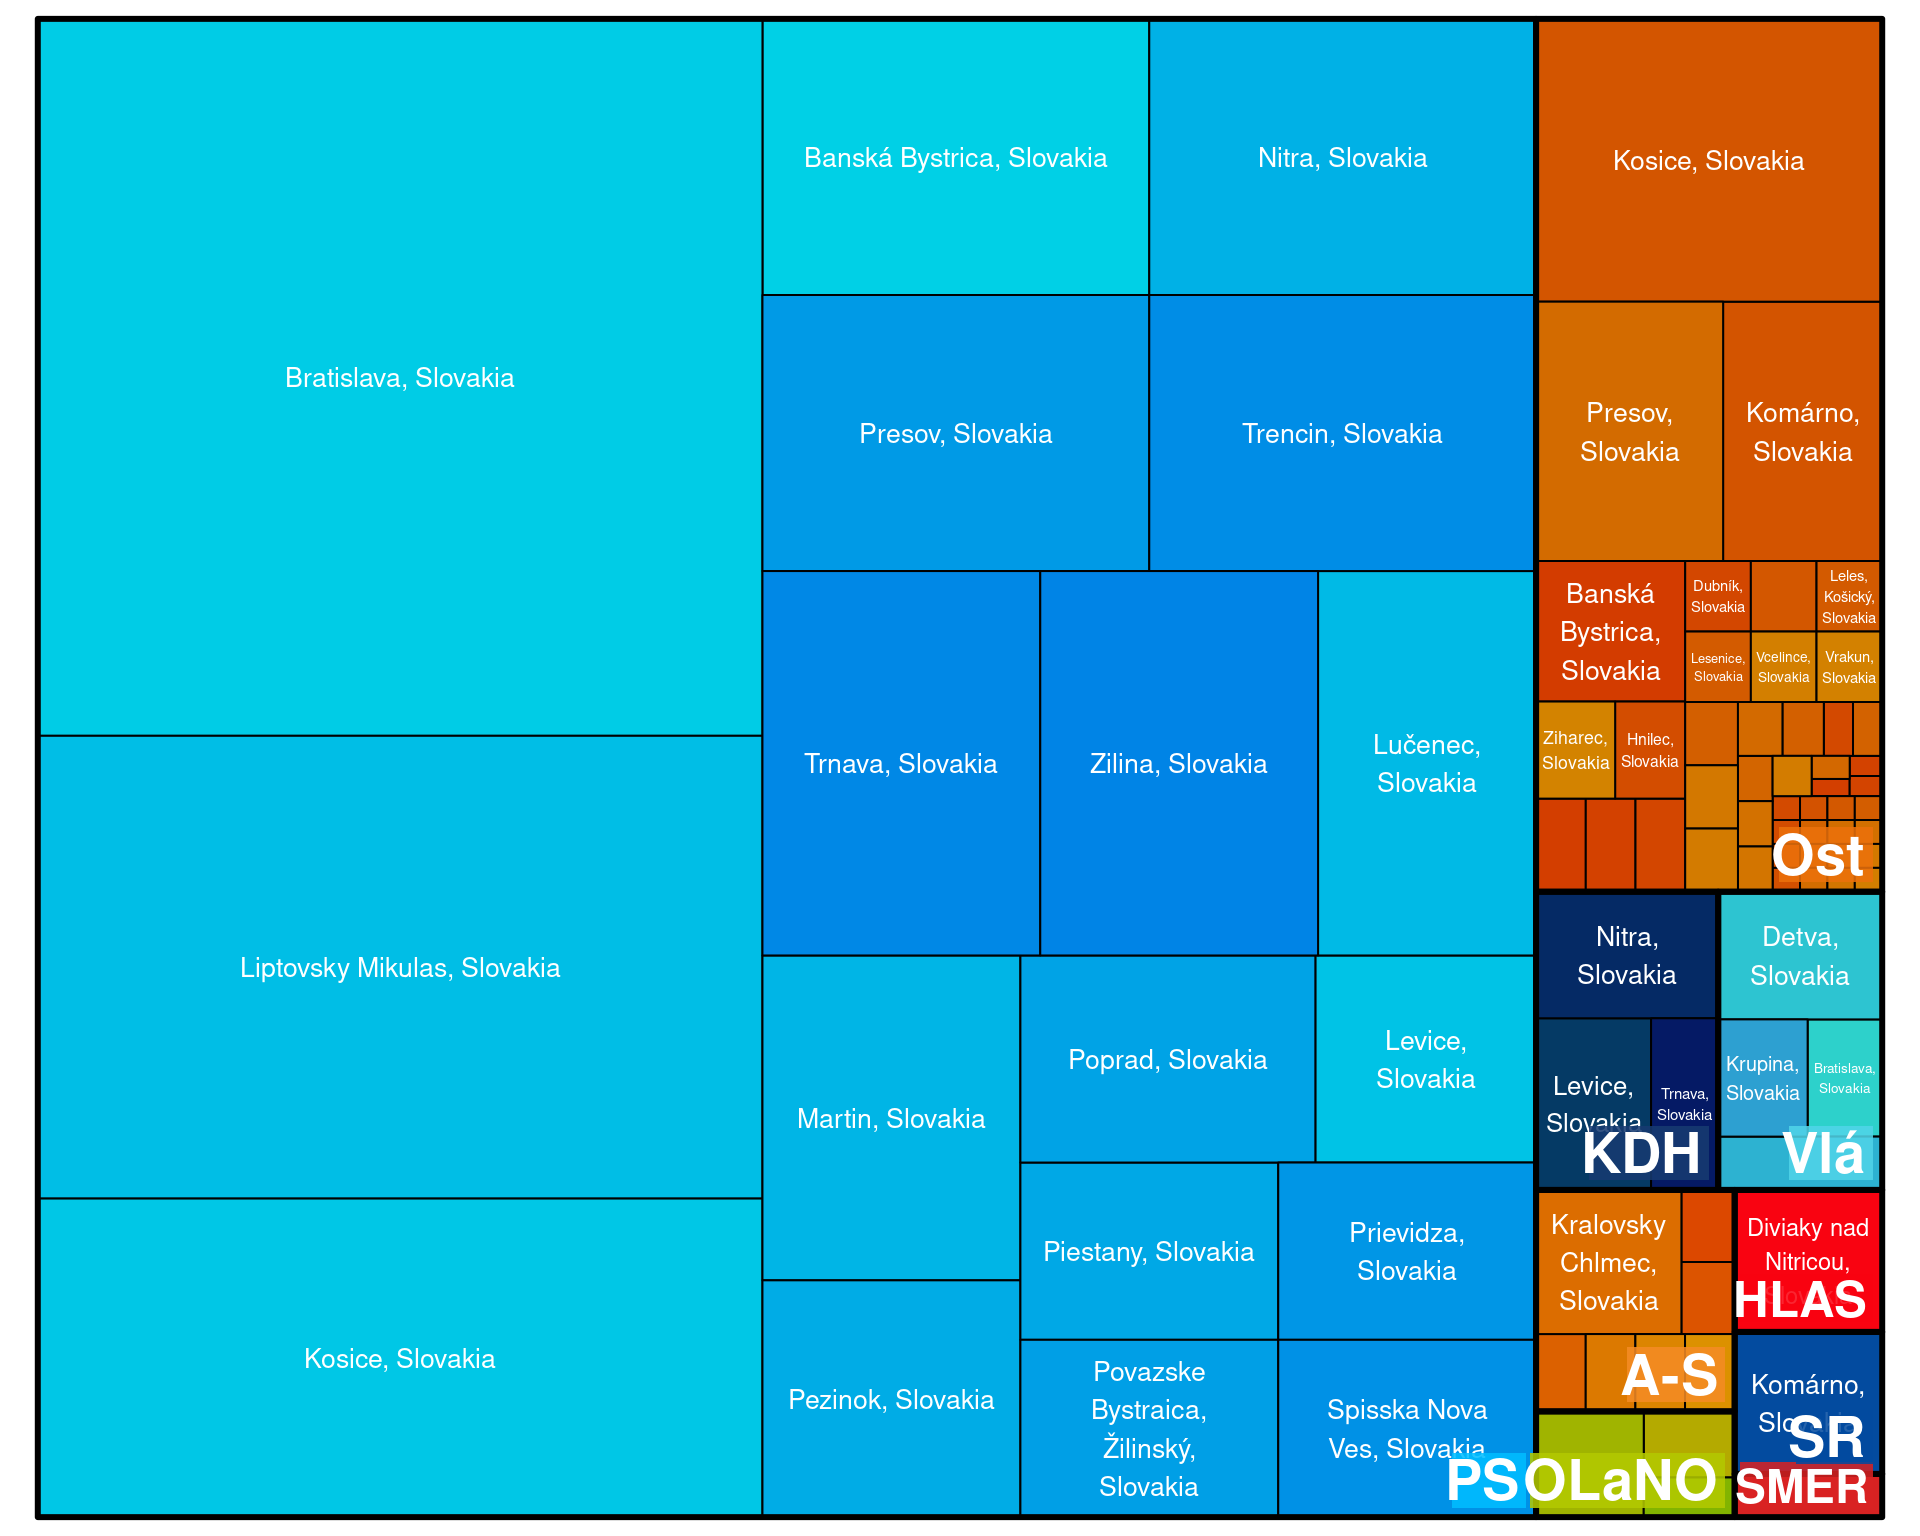 Bratislava, Slovakia
Liptovsky Mikulas, Slovakia
Kosice, Slovakia
Banská Bystrica, Slovakia
Nitra, Slovakia
Presov, Slovakia
Trencin, Slovakia
Trnava, Slovakia
Zilina, Slovakia
Lučenec,
Slovakia
Martin, Slovakia
Poprad, Slovakia
Levice,
Slovakia
Pezinok, Slovakia
Piestany, Slovakia
Prievidza,
Slovakia
Povazske
Bystraica,
Žilinský,
Slovakia
Spisska Nova
Ves, Slovakia
PS
Kosice, Slovakia
Presov,
Slovakia
Komárno,
Slovakia
Banská
Bystrica,
Slovakia
Dubník,
Slovakia
Leles,
Košický,
Slovakia
Lesenice,
Slovakia
Vcelince,
Slovakia
Vrakun,
Slovakia
Ziharec,
Slovakia
Hnilec,
Slovakia
Ost
Nitra,
Slovakia
Levice,
Slovakia
Trnava,
Slovakia
KDH
Detva,
Slovakia
Krupina,
Slovakia
Bratislava,
Slovakia
Vlá
Kralovsky
Chlmec,
Slovakia
A-S
Diviaky nad
Nitricou,
Slovakia
HLAS
Komárno,
Slovakia
SR
OLaNO
SMER